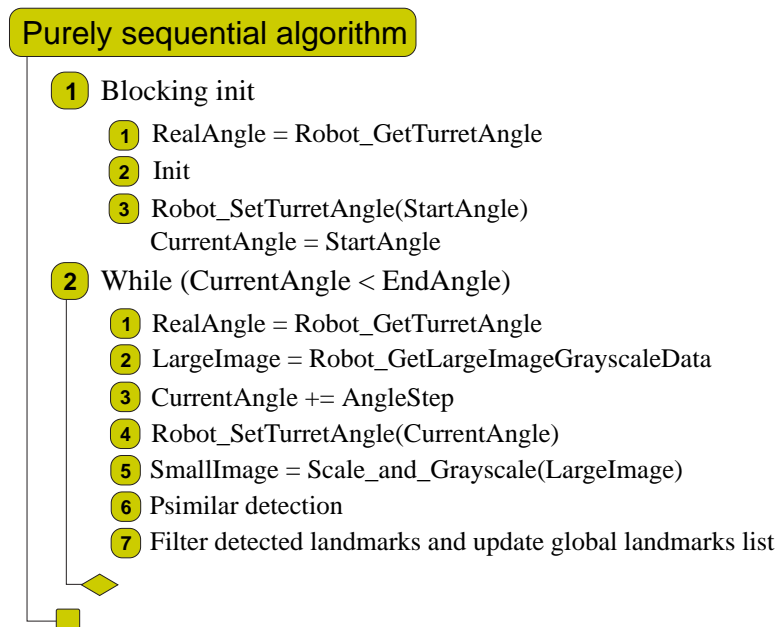 Purely sequential algorithm
1 Blocking init
1 RealAngle = Robot_GetTurretAngle
2 Init
3 Robot_SetTurretAngle(StartAngle)
CurrentAngle = StartAngle
2 While (CurrentAngle < EndAngle)
1 RealAngle = Robot_GetTurretAngle
2 LargeImage = Robot_GetLargeImageGrayscaleData
3 CurrentAngle += AngleStep
4 Robot_SetTurretAngle(CurrentAngle)
5 SmallImage = Scale_and_Grayscale(LargeImage)
6 Psimilar detection
7 Filter detected landmarks and update global landmarks list